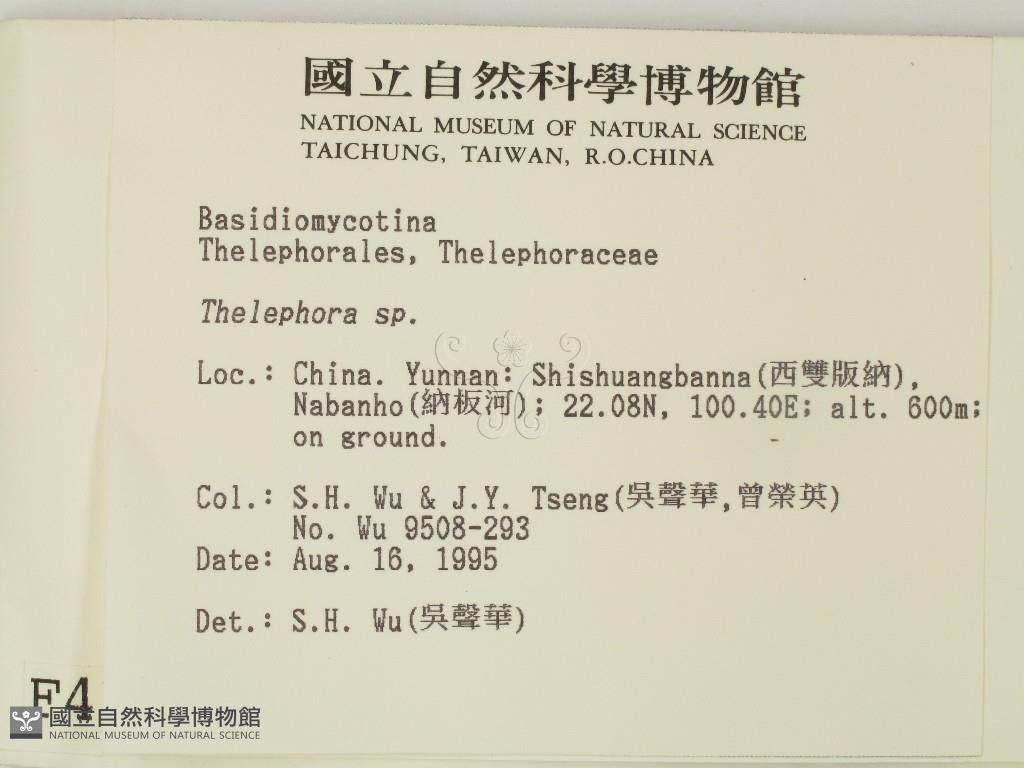 國立自然科學博物館
NATIONAL MUSEUM OF NATURAL SCIENCE
TAICHUNG, TAIWAN, R.O.CHINA
Basidiomycotina
Thelephorales, Thelephoraceae
Thelephora sp.
Loc.: China. Yunnan: Shishuangbanna(西雙版納),
Nabanho(納板河); 22.08N, 100.40E; alt. 600m;
on ground.
Col.: S.H. Wu & J.Y. Tseng(吳聲華,曾榮英)
No. Wu 9508-293
Date: Aug. 16, 1995
Det.: S.H. Wu(吳聲華)
F4
國立自然科學博物館
NATIONAL MUSEUM OF NATURAL SCIENCE